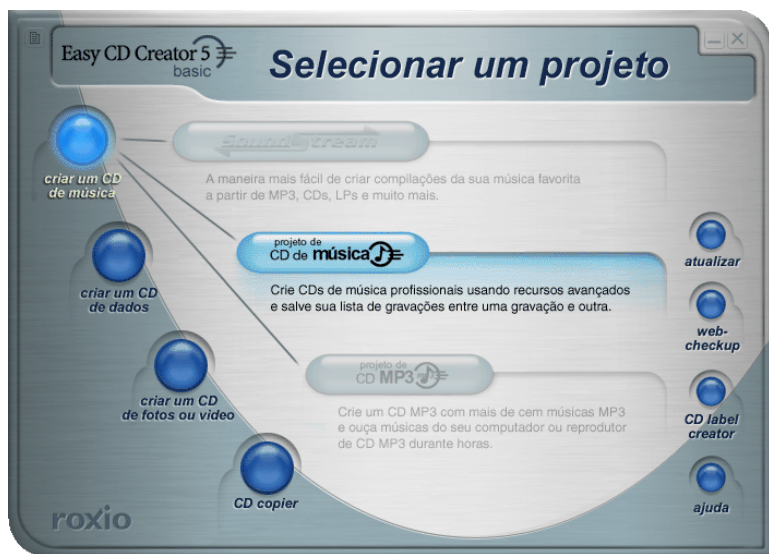 Easy CD Creator 5
basic
Selecionar um projeto
criar um CD
de música
SoundStream
A maneira mais fácil de criar compilações da sua música favorita
a partir de MP3, CDs, LPs e muito mais.
projeto de
CD de música
Crie CDs de música profissionais usando recursos avançados
e salve sua lista de gravações entre uma gravação e outra.
atualizar
criar um CD
de dados
web-
checkup
projeto de
CD MP3
criar um CD
de fotos ou video
Crie um CD MP3 com mais de cem músicas MP3
e ouça músicas do seu computador ou reprodutor
de CD MP3 durante horas.
CD label
creator
CD copier
ajuda
roxio